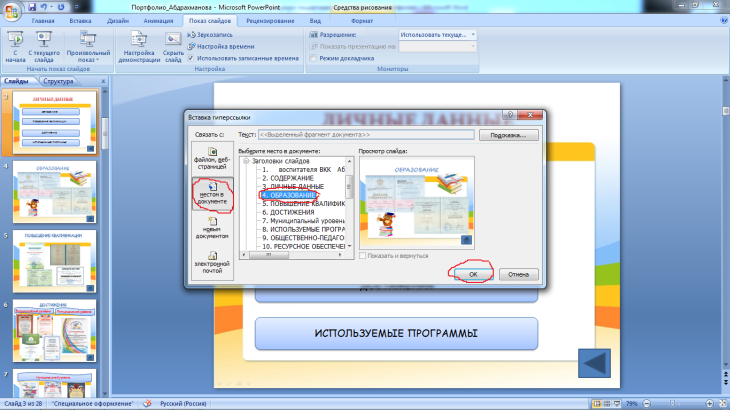 Портфолио_Абдрахманова - Microsoft PowerPoint
Средства рисования
Главная Вставка Дизайн Анимация Показ слайдов Рецензирование Вид Формат
С начала
С текущего слайда
Произвольный показ
Начать показ слайдов
Настройка демонстрации
Скрыть слайд
Звукозапись
Настройка времени
Использовать записанные времена
Настройка
Разрешение: Использовать текуще...
Показать презентацию на:
Режим докладчика
Мониторы
Слайды Структура
3
ЛИЧНЫЕ ДАННЫЕ
4
ОБРАЗОВАНИЕ
5
ПОВЫШЕНИЕ КВАЛИФИКАЦИИ
6
ДОСТИЖЕНИЯ
7
ЛИЧНЫЕ ДАННЫЕ
Вставка гиперссылки
Связать с:
Текст: <<Выделенный фрагмент документа>>
Подсказка...
файлом, веб-страницей
местом в документе
новым документом
электронной почтой
Выберите место в документе:
Заголовки слайдов
1. воспитателя ВКК Аб
2. СОДЕРЖАНИЕ
3. ЛИЧНЫЕ ДАННЫЕ
4. ОБРАЗОВАНИЕ
5. ПОВЫШЕНИЕ КВАЛИФИК
6. ДОСТИЖЕНИЯ
7. Муниципальный уровень
8. ИСПОЛЬЗУЕМЫЕ ПРОГРА
9. ОБЩЕСТВЕННО-ПЕДАГОГ
10. РЕСУРСНОЕ ОБЕСПЕЧЕН
Просмотр слайда:
ОБРАЗОВАНИЕ
Показать и вернуться
ОК
Отмена
ИСПОЛЬЗУЕМЫЕ ПРОГРАММЫ
Слайд 3 из 28
"Специальное оформление"
Русский (Россия)
79%